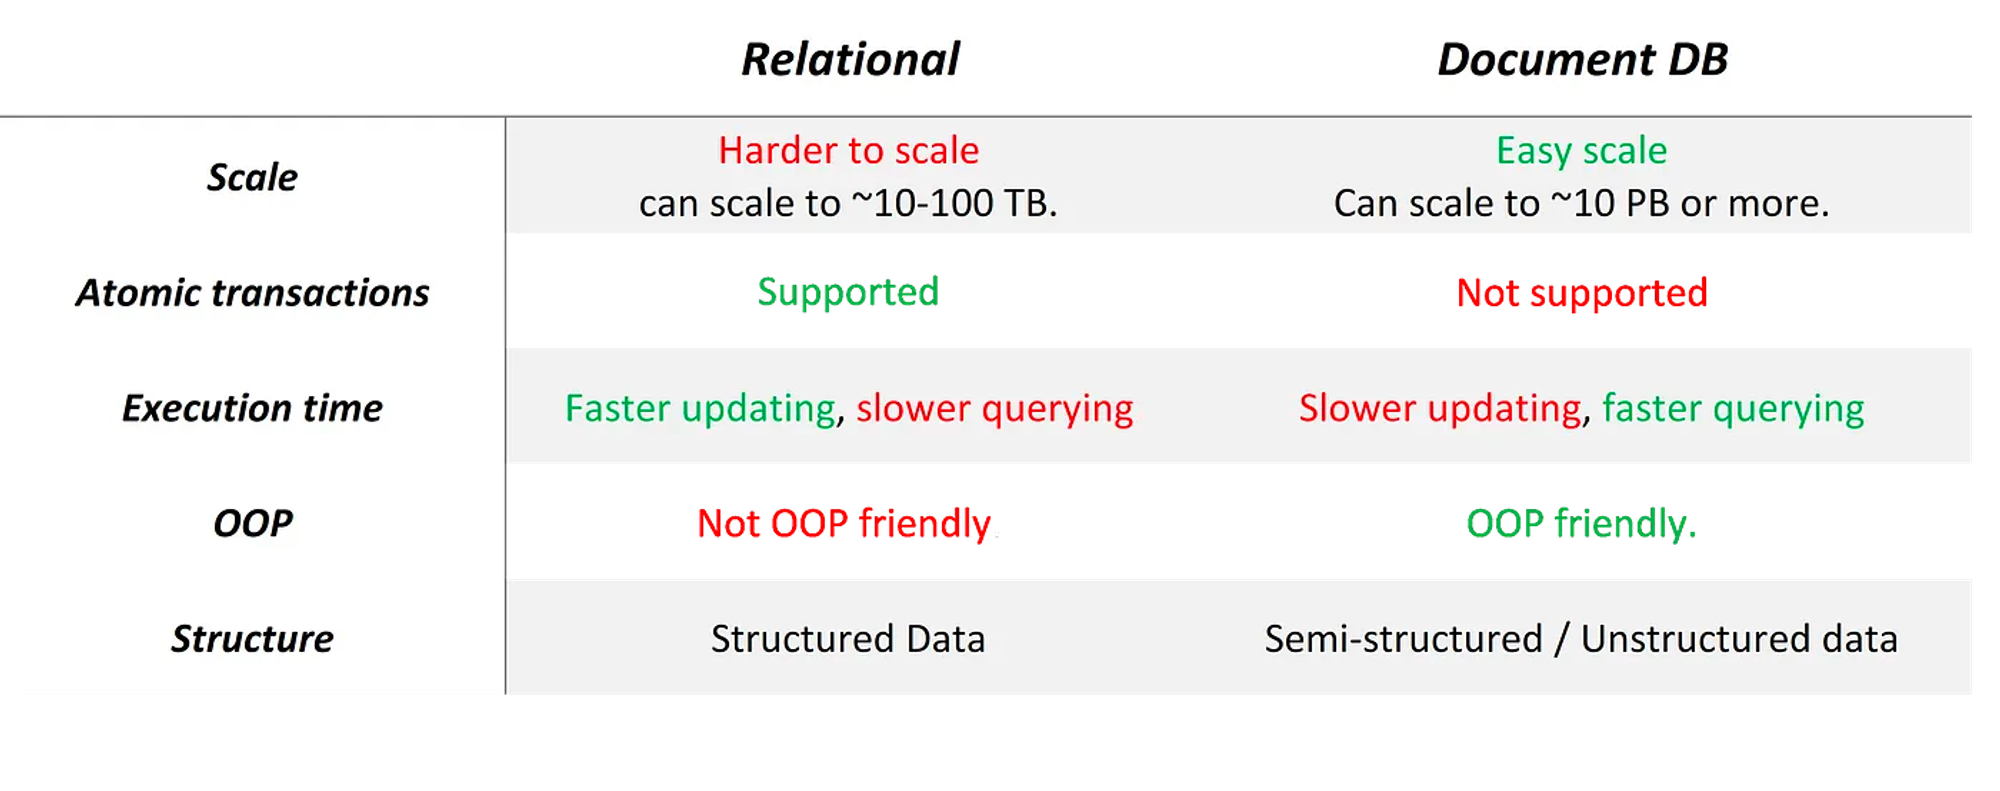 Relational Document DB
Scale
Harder to scale
can scale to ~10-100 TB.
Easy scale
Can scale to ~10 PB or more.
Atomic transactions Supported Not supported
Execution time Faster updating, slower querying Slower updating, faster querying
OOP Not OOP friendly OOP friendly.
Structure Structured Data Semi-structured / Unstructured data